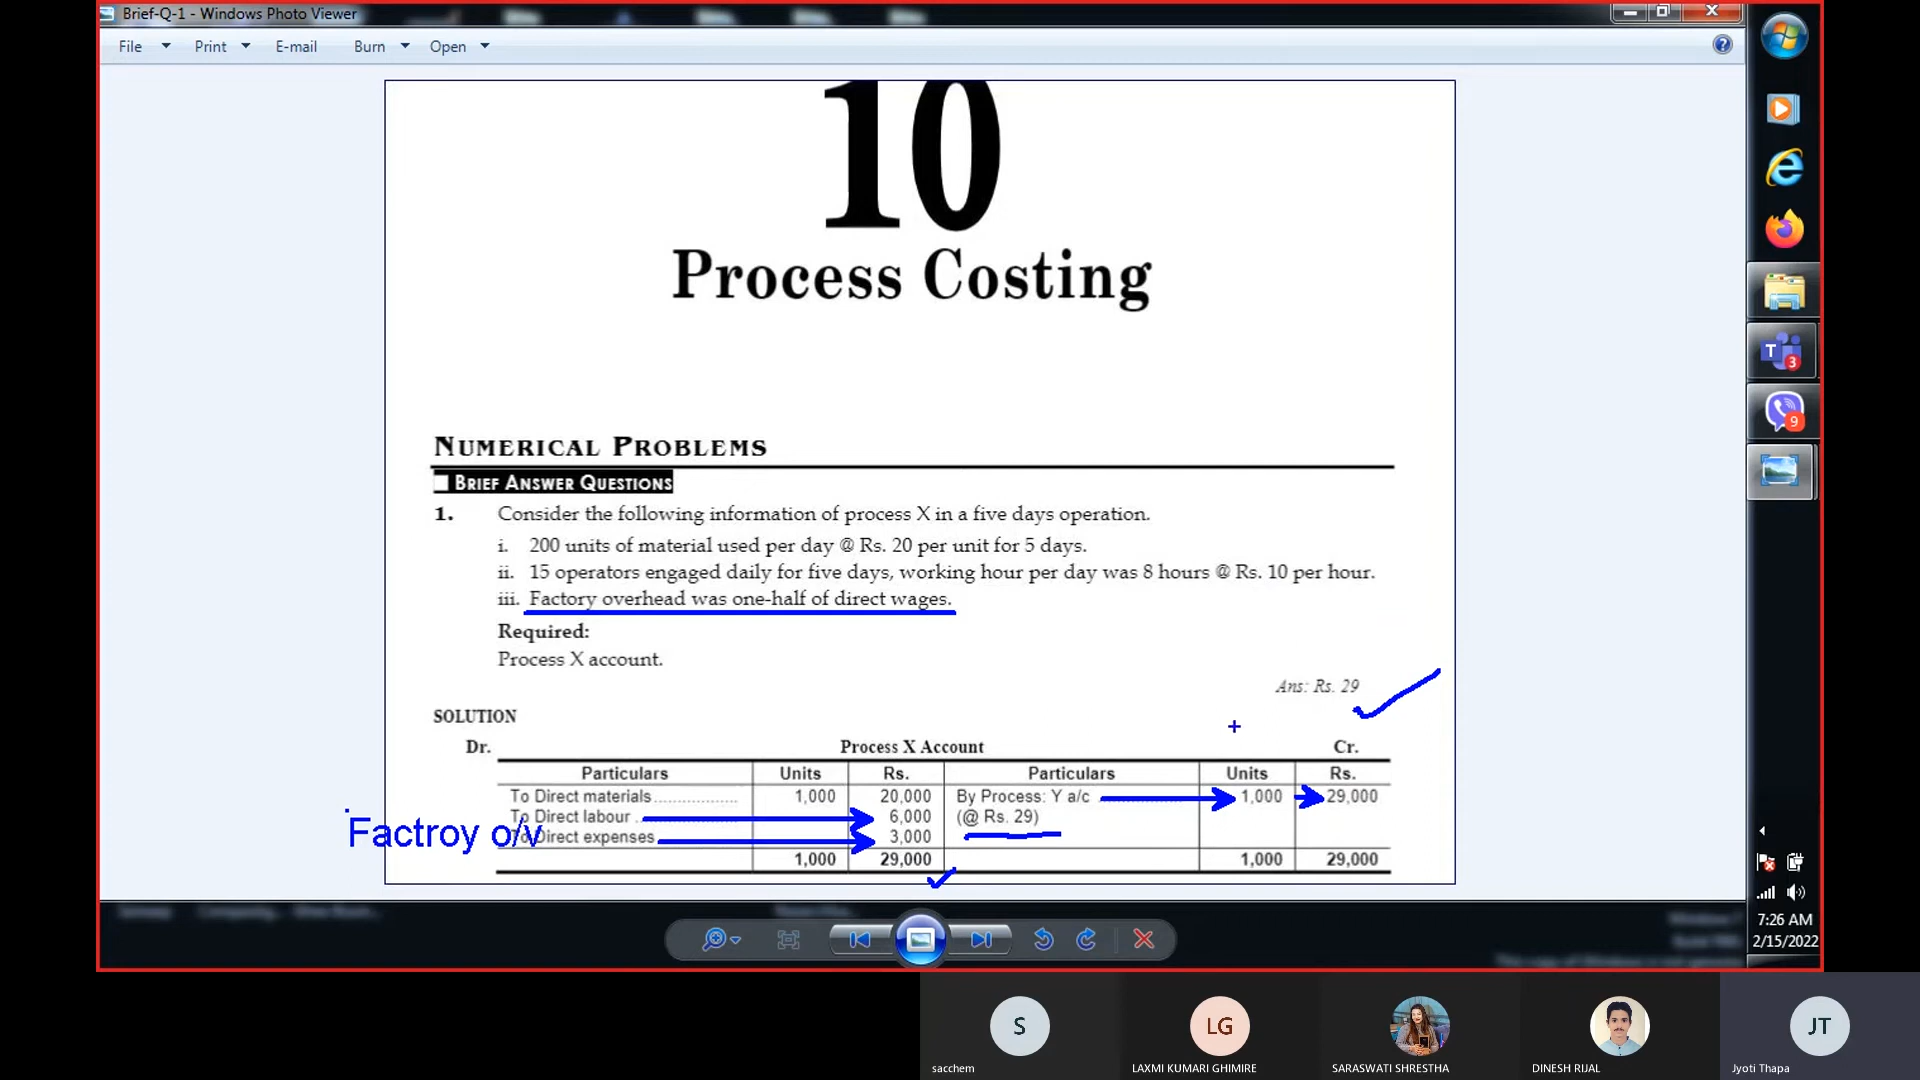 Brief-Q-1 - Windows Photo Viewer
File Print E-mail Burn Open
10
Process Costing
NUMERICAL PROBLEMS
BRIEF ANSWER QUESTIONS
1. Consider the following information of process X in a five days operation.
i. 200 units of material used per day @ Rs. 20 per unit for 5 days.
ii. 15 operators engaged daily for five days, working hour per day was 8 hours @ Rs. 10 per hour.
iii. Factory overhead was one-half of direct wages.
Required:
Process X account.
Ans: Rs. 29
SOLUTION
Dr. Process X Account Cr.
Particulars Units Rs. Particulars Units Rs.
To Direct materials.................. 1,000 20,000 By Process: Y a/c 1,000 29,000
To Direct labour .. 6,000 (@ Rs. 29)
Factroy o/v
To Direct expenses 3,000
1,000 29,000 1,000 29,000
T 3
9
7:26 AM
2/15/2022
S LG JT
sacchem LAXMI KUMARI GHIMIRE SARASWATI SHRESTHA DINESH RIJAL Jyoti Thapa